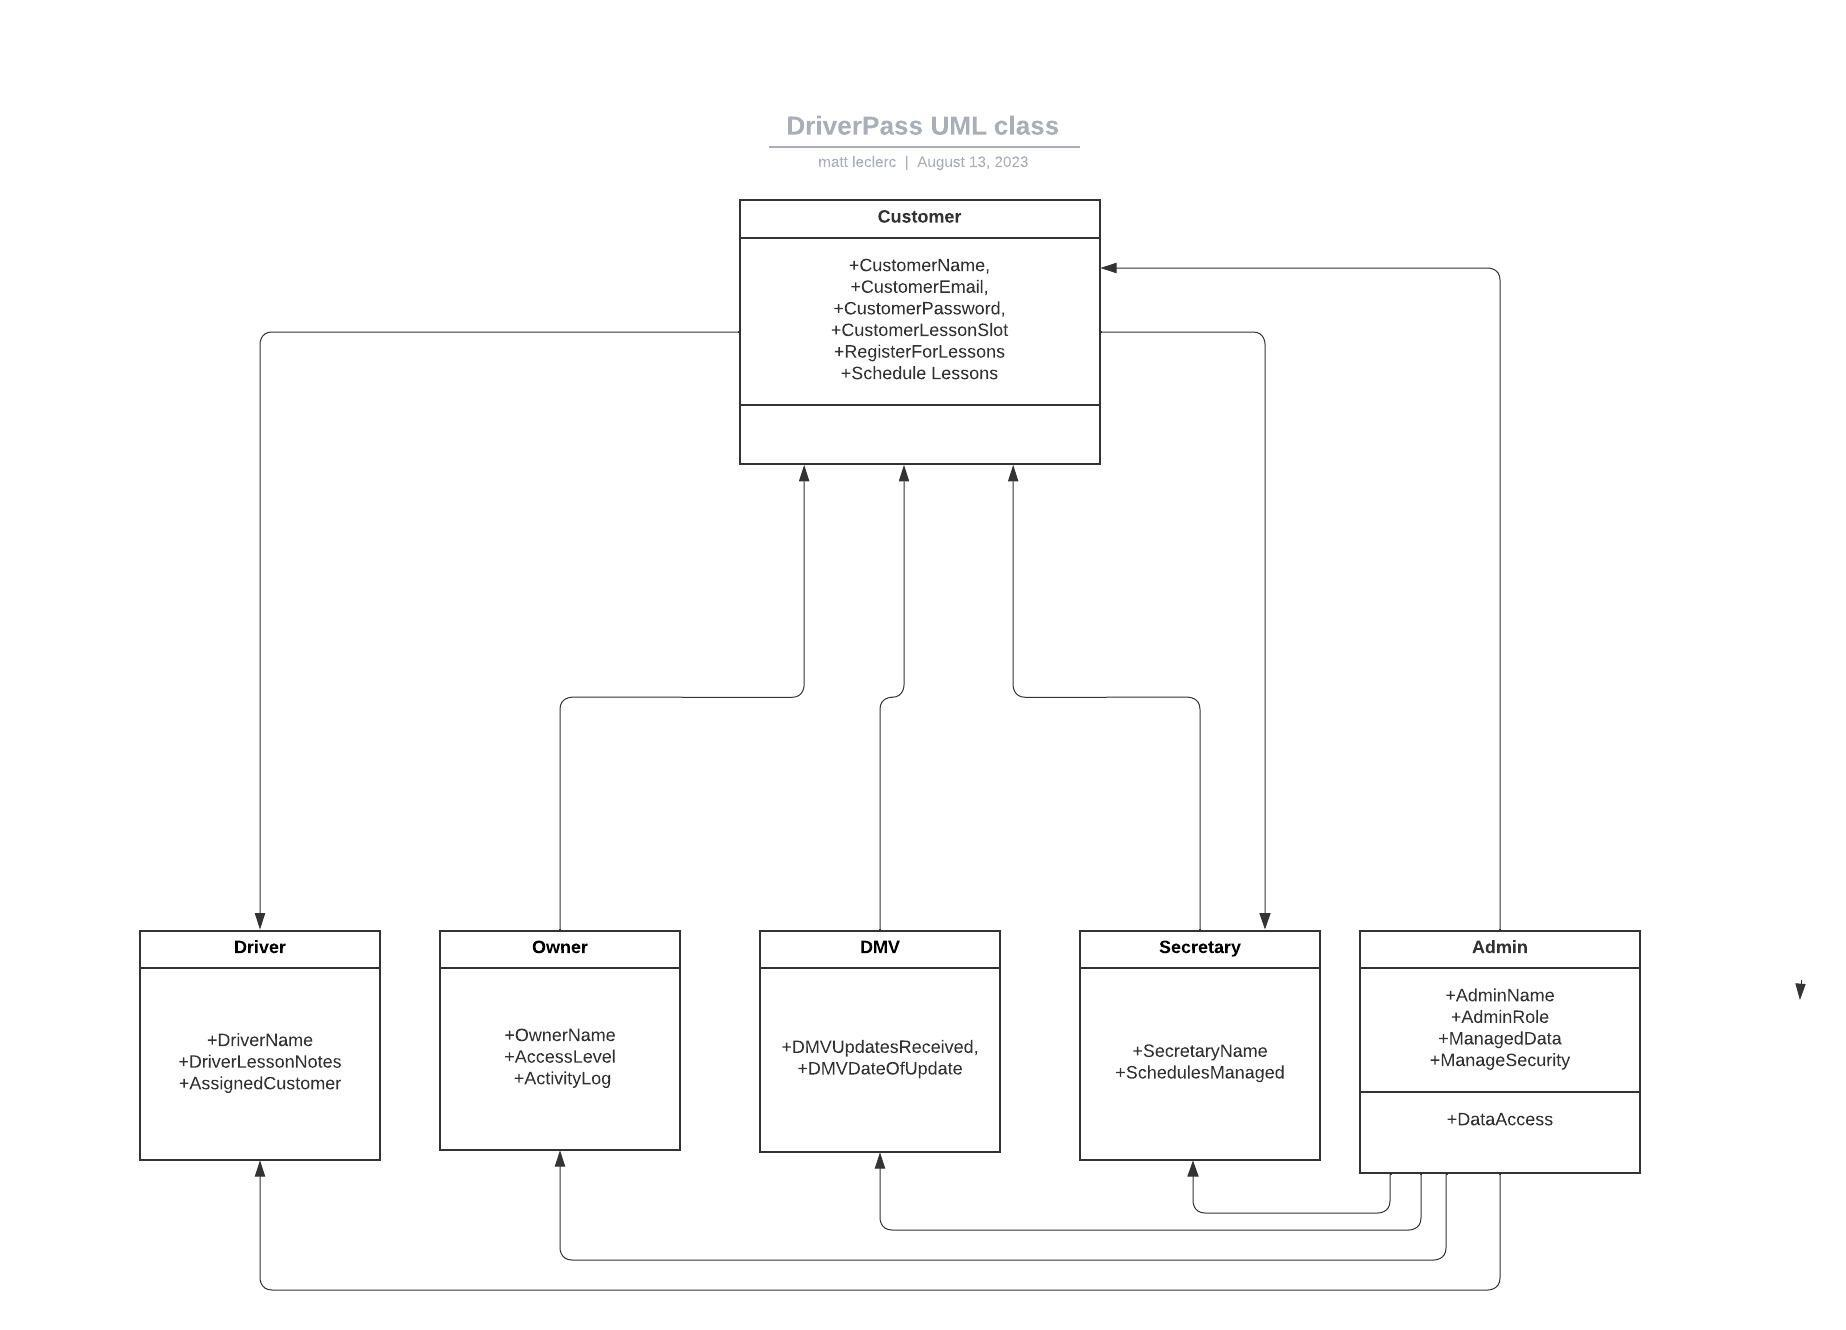 DriverPass UML class
matt leclerc | August 13, 2023
Customer
+CustomerName,
+CustomerEmail,
+CustomerPassword,
+CustomerLessonSlot
+RegisterForLessons
+Schedule Lessons
Driver
+DriverName
+DriverLessonNotes
+AssignedCustomer
Owner
+OwnerName
+AccessLevel
+ActivityLog
DMV
+DMVUpdatesReceived,
+DMVDateOfUpdate
Secretary
+SecretaryName
+SchedulesManaged
Admin
+AdminName
+AdminRole
+ManagedData
+ManageSecurity
+DataAccess